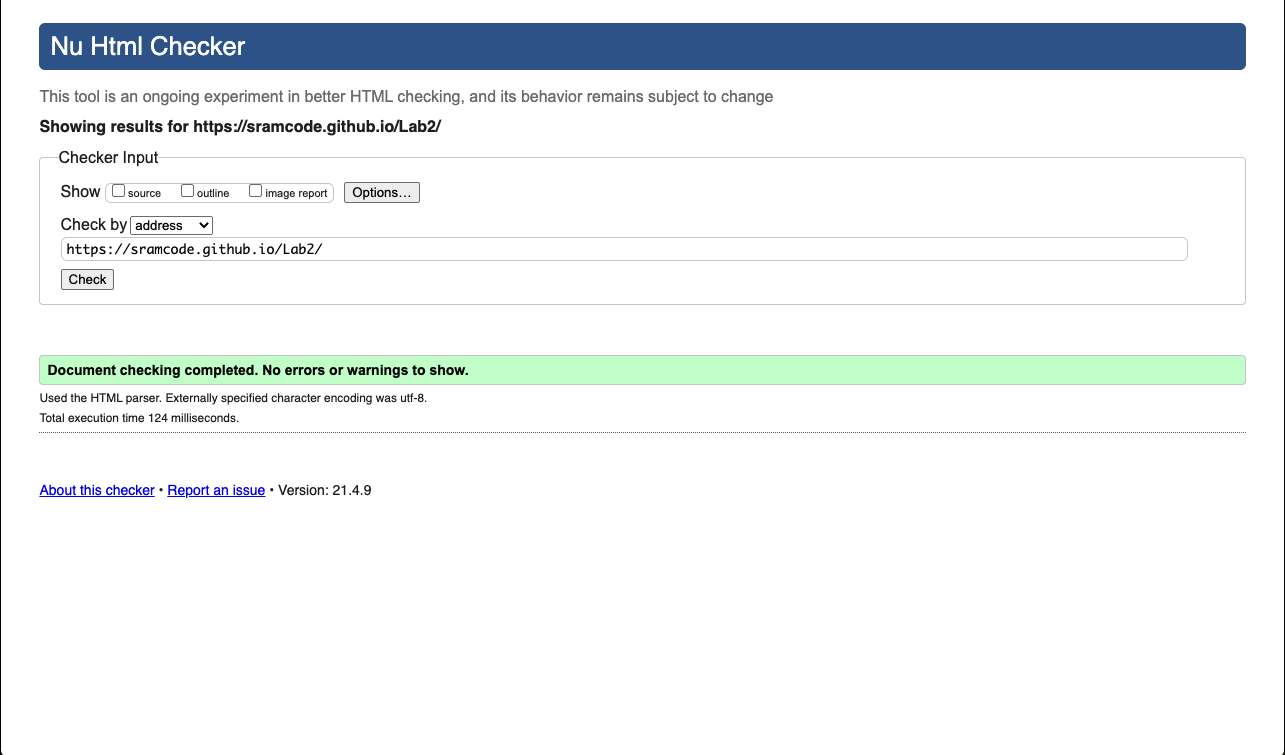 Nu Html Checker
This tool is an ongoing experiment in better HTML checking, and its behavior remains subject to change
Showing results for https://sramcode.github.io/Lab2/
Checker Input
Show source outline image report Options...
Check by address
https://sramcode.github.io/Lab2/
Check
Document checking completed. No errors or warnings to show.
Used the HTML parser. Externally specified character encoding was utf-8.
Total execution time 124 milliseconds.
About this checker • Report an issue • Version: 21.4.9